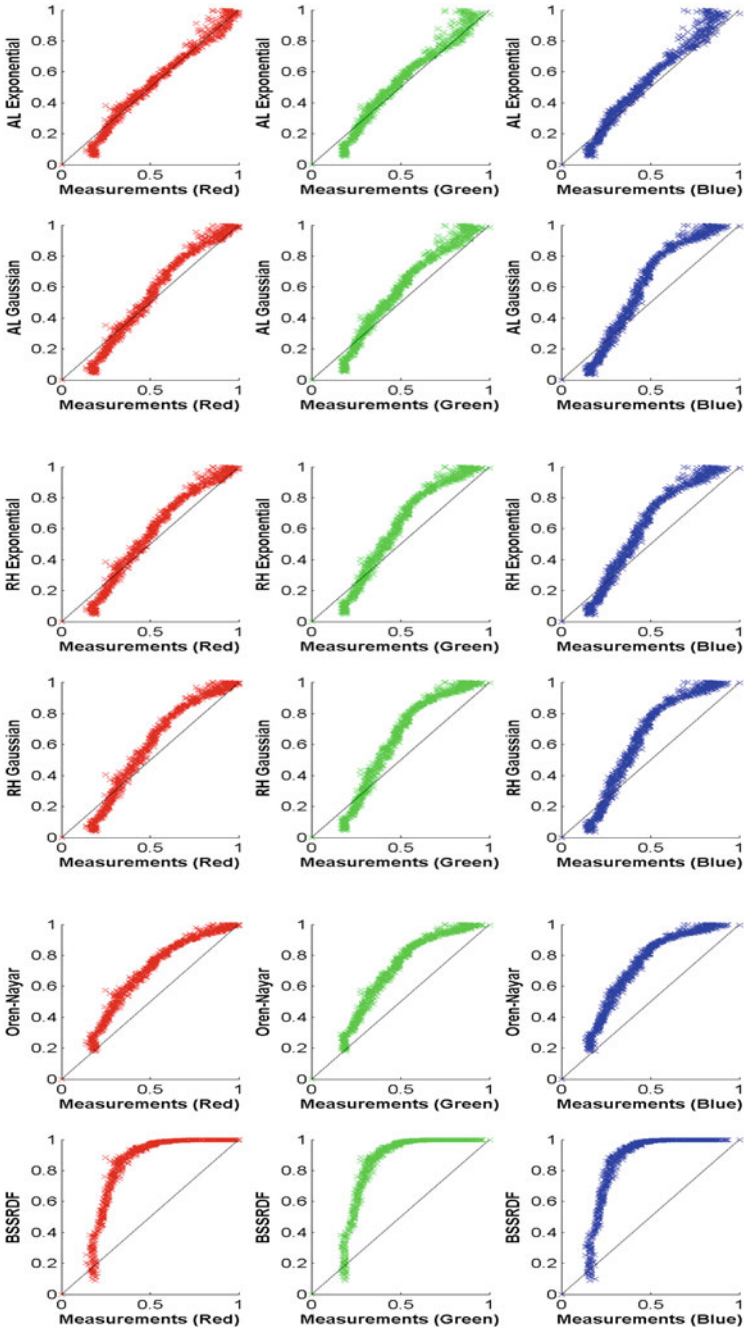 AL Exponential
1
0.8
0.6
0.4
0.2
0
0 0.5 1
Measurements (Red)
AL Exponential
1
0.8
0.6
0.4
0.2
0
0 0.5 1
Measurements (Green)
AL Exponential
1
0.8
0.6
0.4
0.2
0
0 0.5 1
Measurements (Blue)
AL Gaussian
1
0.8
0.6
0.4
0.2
0
0 0.5 1
Measurements (Red)
AL Gaussian
1
0.8
0.6
0.4
0.2
0
0 0.5 1
Measurements (Green)
AL Gaussian
1
0.8
0.6
0.4
0.2
0
0 0.5 1
Measurements (Blue)
RH Exponential
1
0.8
0.6
0.4
0.2
0
0 0.5 1
Measurements (Red)
RH Exponential
1
0.8
0.6
0.4
0.2
0
0 0.5 1
Measurements (Green)
RH Exponential
1
0.8
0.6
0.4
0.2
0
0 0.5 1
Measurements (Blue)
RH Gaussian
1
0.8
0.6
0.4
0.2
0
0 0.5 1
Measurements (Red)
RH Gaussian
1
0.8
0.6
0.4
0.2
0
0 0.5 1
Measurements (Green)
RH Gaussian
1
0.8
0.6
0.4
0.2
0
0 0.5 1
Measurements (Blue)
Oren-Nayar
1
0.8
0.6
0.4
0.2
0
0 0.5 1
Measurements (Red)
Oren-Nayar
1
0.8
0.6
0.4
0.2
0
0 0.5 1
Measurements (Green)
Oren-Nayar
1
0.8
0.6
0.4
0.2
0
0 0.5 1
Measurements (Blue)
BSSRDF
1
0.8
0.6
0.4
0.2
0
0 0.5 1
Measurements (Red)
BSSRDF
1
0.8
0.6
0.4
0.2
0
0 0.5 1
Measurements (Green)
BSSRDF
1
0.8
0.6
0.4
0.2
0
0 0.5 1
Measurements (Blue)